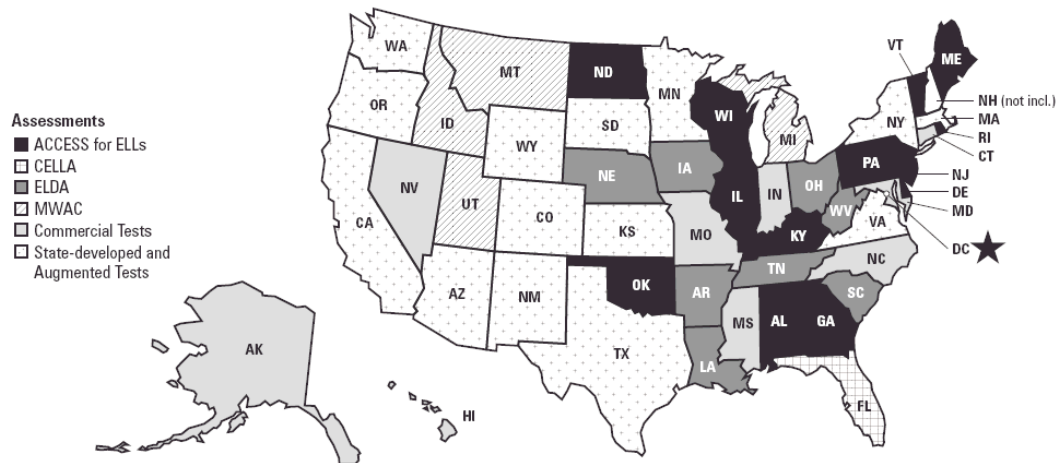 Assessments
ACCESS for ELLs
CELLA
ELDA
MWAC
Commercial Tests
State-developed and
Augmented Tests
WA
OR
CA
NV
ID
MT
WY
UT
CO
AZ
NM
ND
SD
NE
KS
OK
TX
MN
IA
MO
AR
LA
WI
IL
MI
IN
OH
KY
TN
MS
AL
GA
FL
SC
NC
VA
WV
PA
NY
VT
ME
NH (not incl.)
MA
RI
CT
NJ
DE
MD
DC
AK
HI